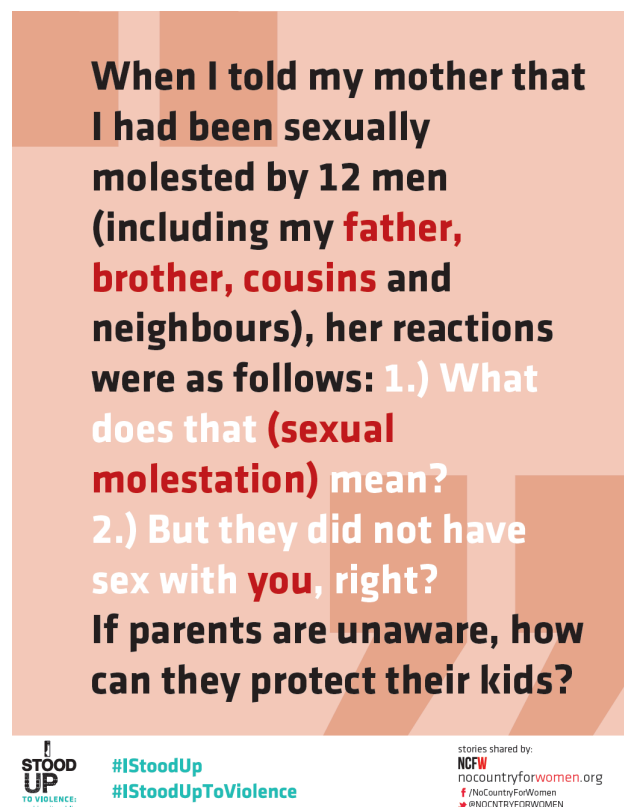 When I told my mother that
I had been sexually
molested by 12 men
(including my father,
brother, cousins and
neighbours), her reactions
were as follows: 1.) What
does that (sexual
molestation) mean?
2.) But they did not have
sex with you, right?
If parents are unaware, how
can they protect their kids?
I
STOOD
UP
TO VIOLENCE:
#IStoodUp
#IStoodUpToViolence
stories shared by:
NCFW
nocountryforwomen.org
f /NoCountryForWomen
@NOCNTRYFORWOMEN